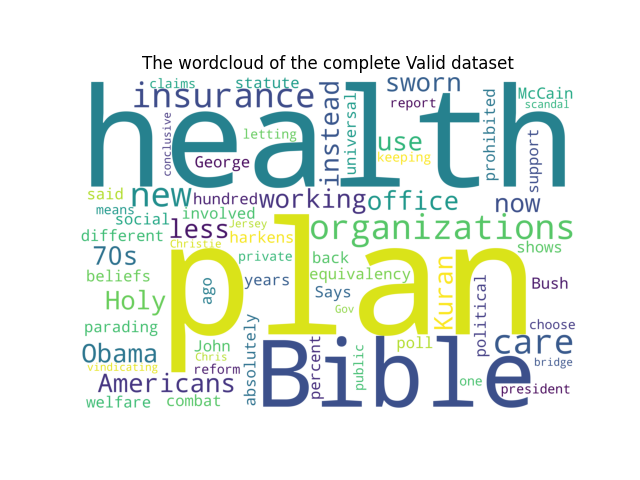 The wordcloud of the complete Valid dataset
claims statute sworn McCain
insurance report scandal
health
conclusive letting instead universal use prohibited support
George keeping
said new hundred working office now
means social involved less Jersey organizations
different Christie harkens shows
70s private back
beliefs ago years equivalency Kuran political Bush
plan
Holy Says Gov
parading choose
Obama John absolutely percent poll care
vindicating Chris public bridge
Americans reform Bible one president
welfare combat